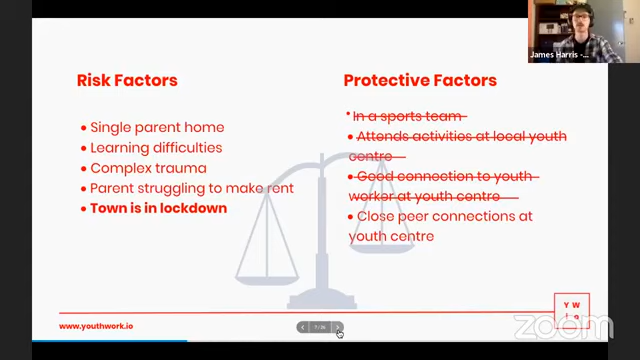 James Harris -...
Risk Factors
Protective Factors
• Single parent home
• Learning difficulties
• Complex trauma
• Parent struggling to make rent
• Town is in lockdown
• In a sports team
• Attends activities at local youth
centre
• Good connection to youth
worker at youth centre
• Close peer connections at
youth centre
www.youthwork.io
Y W
zoom